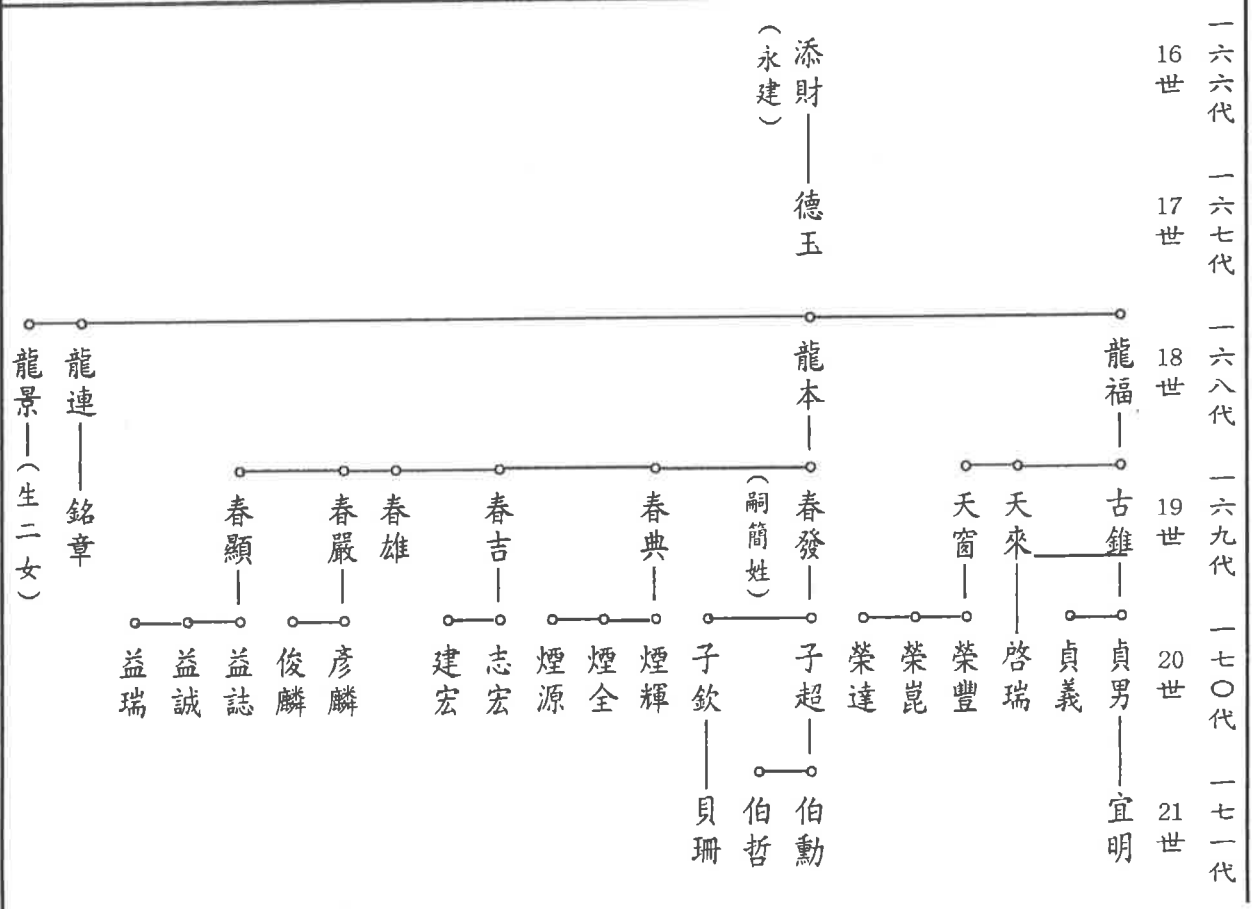 一六六代
一六七代
一六八代
一六九代
一七〇代
一七一代
16世
17世
18世
19世
20世
21世
添財
(永建)
德玉
龍福
龍本
龍連
龍景
(生二女)
古錐
天來
天窗
春發
(嗣簡姓)
春典
春吉
春雄
春嚴
春顯
銘章
貞男
貞義
啓瑞
榮豐
榮崑
榮達
子超
子欽
煙輝
煙全
煙源
志宏
建宏
彥麟
俊麟
益誌
益誠
益瑞
宜明
伯勳
伯哲
貝珊